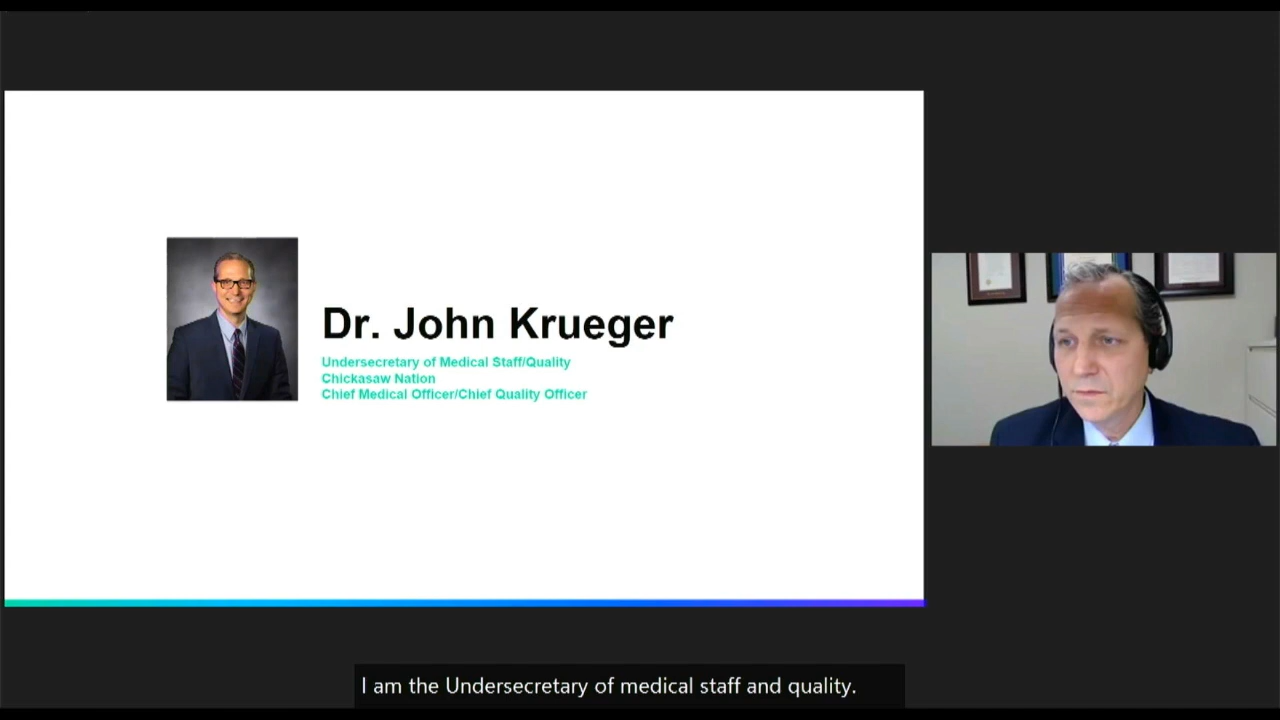 Dr. John Krueger
Undersecretary of Medical Staff/Quality
Chickasaw Nation
Chief Medical Officer/Chief Quality Officer
I am the Undersecretary of medical staff and quality.